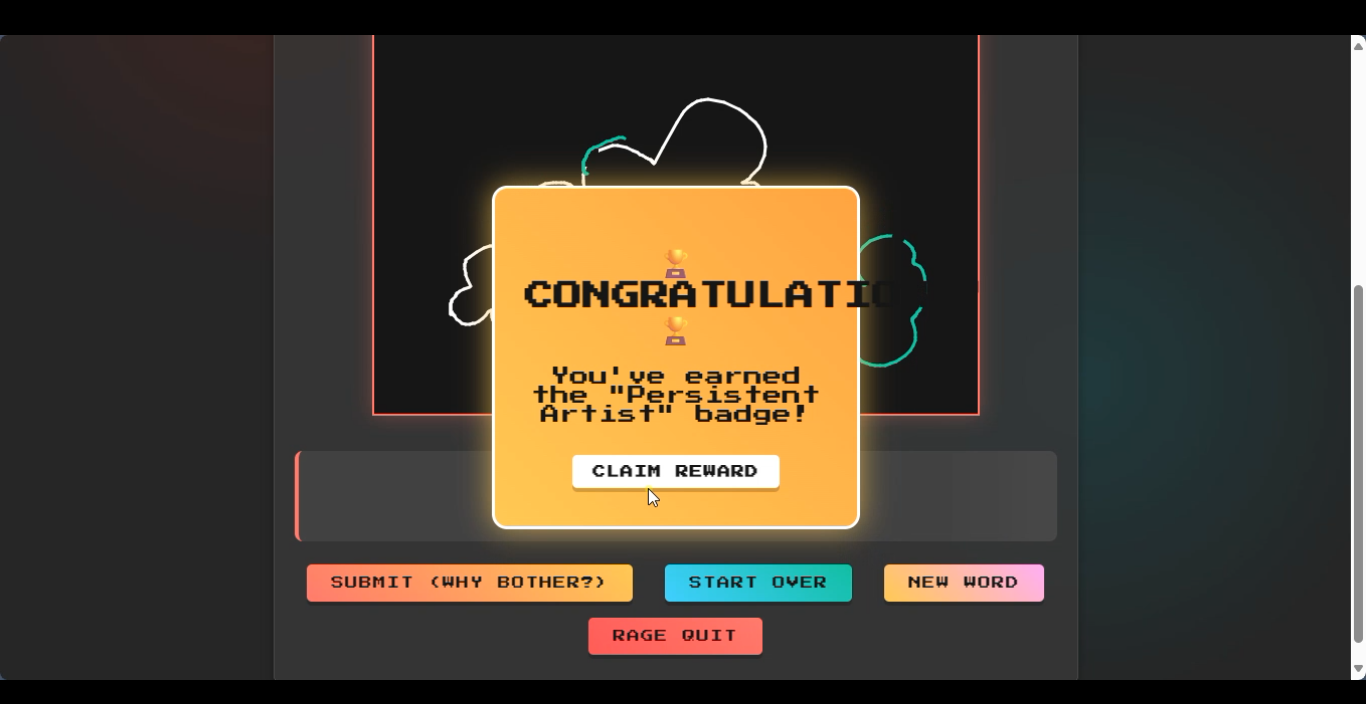 CONGRATULATIO
You've earned
the "Persistent
Artist" badge!
CLAIM REWARD
SUBMIT (WHY BOTHER?)
START OVER
NEW WORD
RAGE QUIT